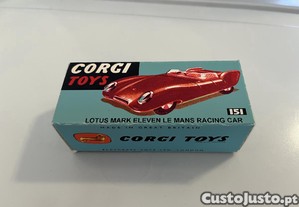 CORGI
TOYS
151
LOTUS MARK ELEVEN LE MANS RACING CAR
MADE IN GREAT BRITAIN
CORGI TOYS
CustoJusto.pt